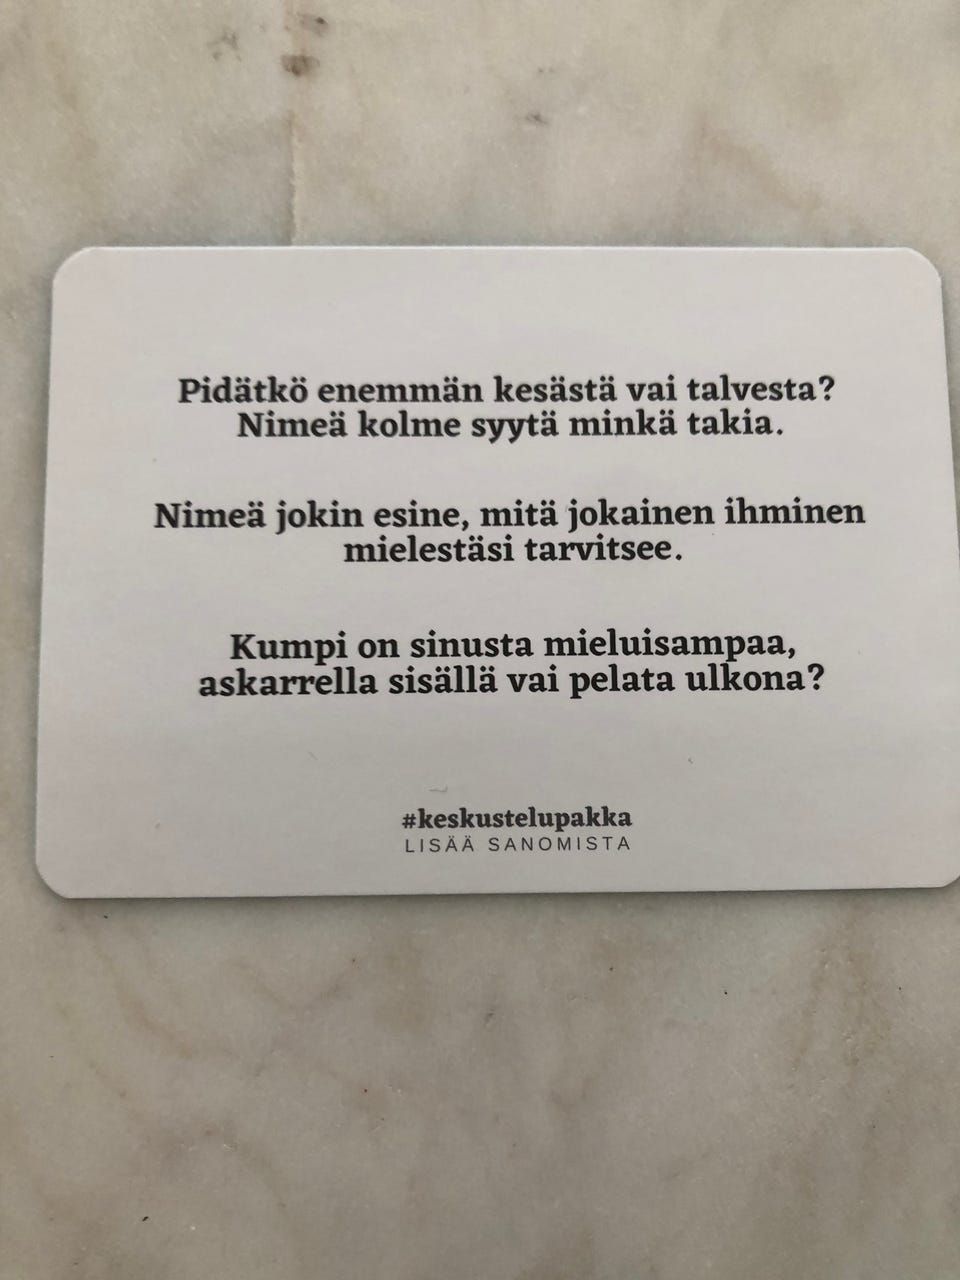 Pidätkö enemmän kesästä vai talvesta?
Nimeä kolme syytä minkä takia.
Nimeä jokin esine, mitä jokainen ihminen
mielestäsi tarvitsee.
Kumpi on sinusta mieluisampaa,
askarrella sisällä vai pelata ulkona?
#keskustelupakka
LISÄÄ SANOMISTA